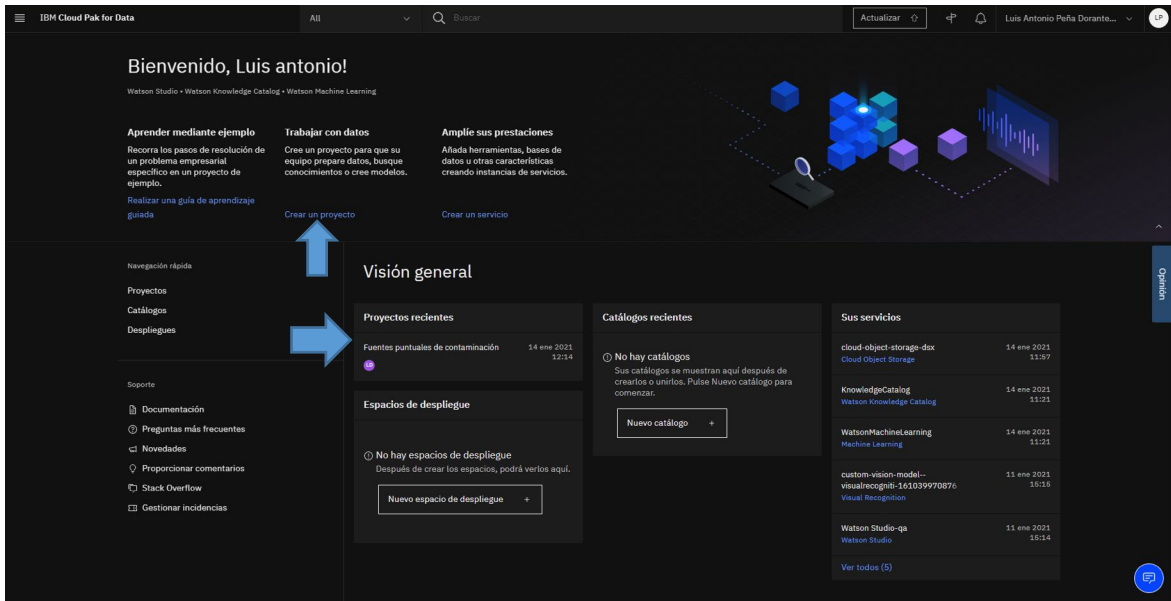 IBM Cloud Pak for Data
All
Buscar
Actualizar
Luis Antonio Peña Dorante...
LP
Bienvenido, Luis antonio!
Watson Studio • Watson Knowledge Catalog • Watson Machine Learning
Aprender mediante ejemplo
Recorra los pasos de resolución de
un problema empresarial
específico en un proyecto de
ejemplo.
Realizar una guía de aprendizaje
guiada
Trabajar con datos
Cree un proyecto para que su
equipo prepare datos, busque
conocimientos o cree modelos.
Crear un proyecto
Amplíe sus prestaciones
Añada herramientas, bases de
datos u otras características
creando instancias de servicios.
Crear un servicio
Opinión
Navegación rápida
Proyectos
Catálogos
Despliegues
Soporte
Documentación
Preguntas más frecuentes
Novedades
Proporcionar comentarios
Stack Overflow
Gestionar incidencias
Visión general
Proyectos recientes
Fuentes puntuales de contaminación
14 ene 2021
12:14
LP
Espacios de despliegue
No hay espacios de despliegue
Después de crear los espacios, podrá verlos aquí.
Nuevo espacio de despliegue +
Catálogos recientes
No hay catálogos
Sus catálogos se muestran aquí después de
crearlos o unirlos. Pulse Nuevo catálogo para
comenzar.
Nuevo catálogo +
Sus servicios
cloud-object-storage-dsx
14 ene 2021
Cloud Object Storage
11:57
KnowledgeCatalog
14 ene 2021
Watson Knowledge Catalog
11:21
WatsonMachineLearning
14 ene 2021
Machine Learning
11:21
custom-vision-model--
11 ene 2021
visualrecogniti-161039970876
15:15
Visual Recognition
Watson Studio-qa
11 ene 2021
Watson Studio
15:14
Ver todos (5)